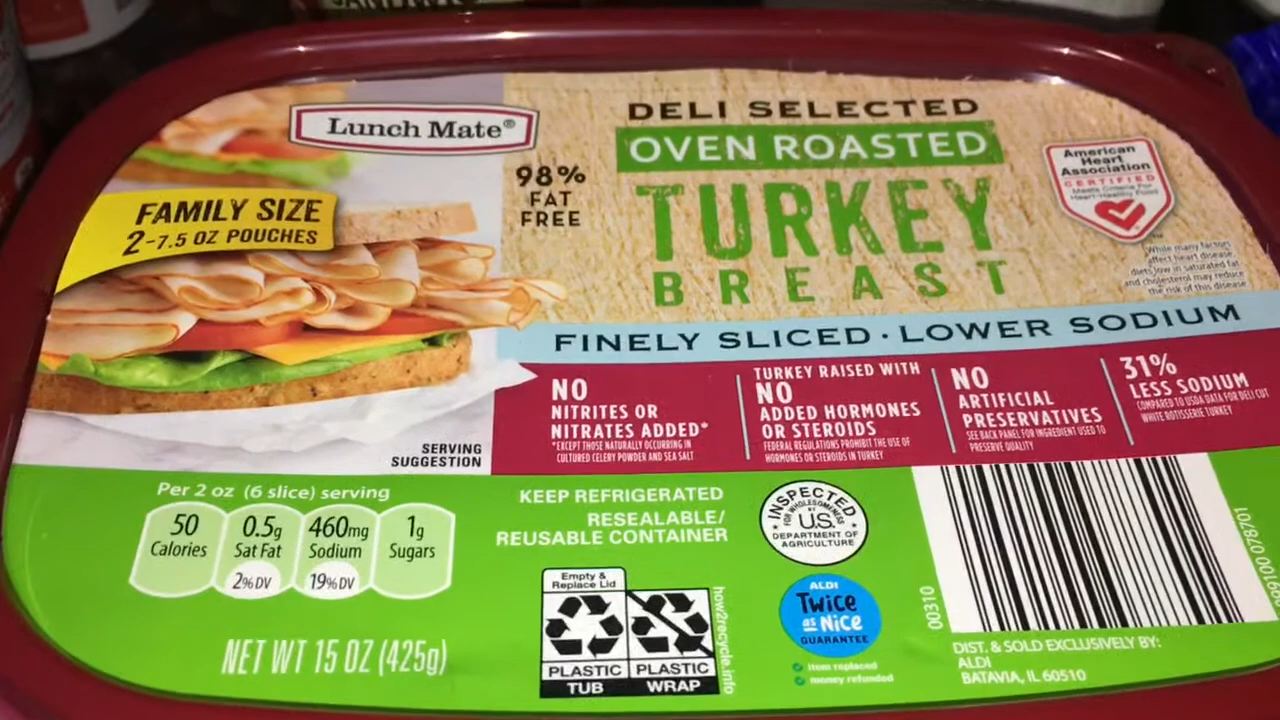 Lunch Mate®
DELI SELECTED
OVEN ROASTED
TURKEY
BREAST
98%
FAT
FREE
FAMILY SIZE
2-7.5 OZ POUCHES
American
Heart
Association
CERTIFIED
Meets Criteria For
Heart-Healthy Food
While many factors
affect heart disease,
diets low in saturated fat
and cholesterol may reduce
the risk of this disease
FINELY SLICED · LOWER SODIUM
NO
NITRITES OR
NITRATES ADDED*
*EXCEPT THOSE NATURALLY OCCURRING IN
CULTURED CELERY POWDER AND SEA SALT
TURKEY RAISED WITH
NO
ADDED HORMONES
OR STEROIDS
FEDERAL REGULATIONS PROHIBIT THE USE OF
HORMONES OR STEROIDS IN TURKEY
NO
ARTIFICIAL
PRESERVATIVES
SEE BACK PANEL FOR INGREDIENT USED TO
PRESERVE QUALITY
31%
LESS SODIUM
COMPARED TO USDA DATA FOR DELI CUT
WHITE ROTISSERIE TURKEY
SERVING
SUGGESTION
Per 2 oz (6 slice) serving
50
Calories
0.5g
Sat Fat
2% DV
460mg
Sodium
19% DV
1g
Sugars
NET WT 15 OZ (425g)
KEEP REFRIGERATED
RESEALABLE/
REUSABLE CONTAINER
Empty &
Replace Lid
PLASTIC
TUB
PLASTIC
WRAP
how2recycle.info
INSPECTED
FOR WHOLESOMENESS
BY
U.S.
DEPARTMENT OF
AGRICULTURE
ALDI
Twice
as Nice
GUARANTEE
item replaced
money refunded
00310
DIST. & SOLD EXCLUSIVELY BY:
ALDI
BATAVIA, IL 60510